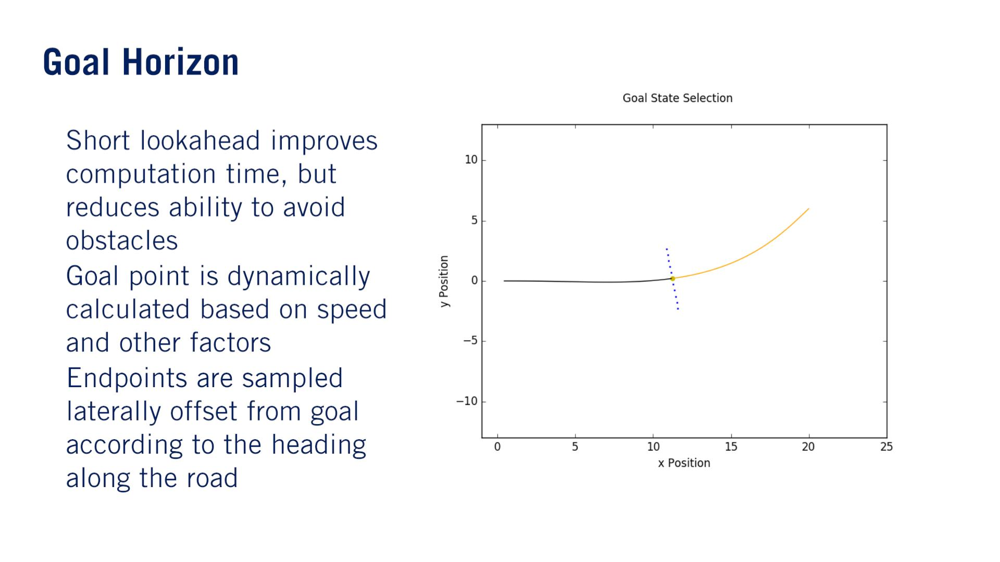 Goal Horizon
Short lookahead improves
computation time, but
reduces ability to avoid
obstacles
Goal point is dynamically
calculated based on speed
and other factors
Endpoints are sampled
laterally offset from goal
according to the heading
along the road
Goal State Selection
10
5
0
−5
−10
y Position
0 5 10 15 20 25
x Position